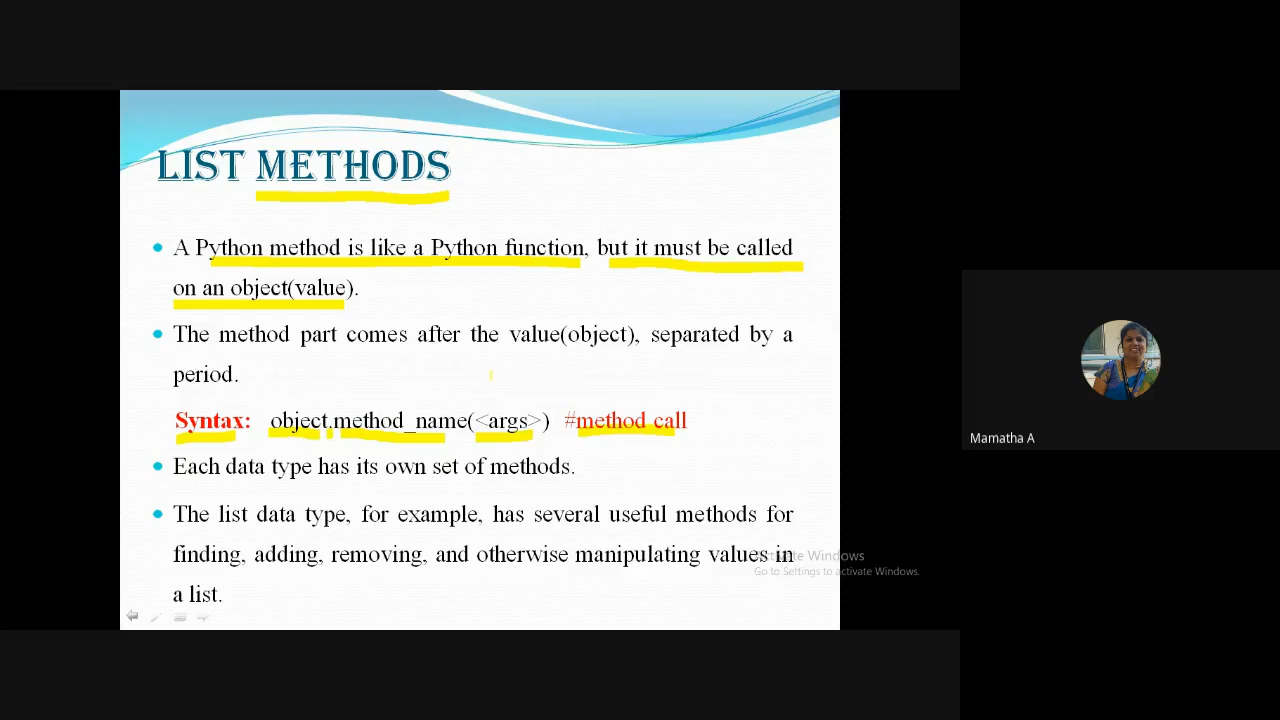 LIST METHODS
A Python method is like a Python function, but it must be called
on an object(value).
The method part comes after the value(object), separated by a
period.
Syntax: object.method_name(<args>) #method call
Each data type has its own set of methods.
The list data type, for example, has several useful methods for
finding, adding, removing, and otherwise manipulating values in
a list.
Activate Windows
Go to Settings to activate Windows.
Mamatha A